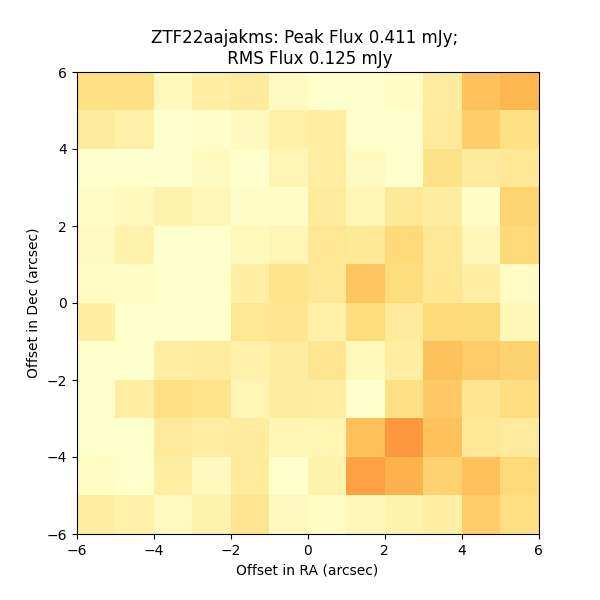 ZTF22aajakms: Peak Flux 0.411 mJy;
RMS Flux 0.125 mJy
6
4
2
0
−2
−4
−6
Offset in Dec (arcsec)
−6 −4 −2 0 2 4 6
Offset in RA (arcsec)